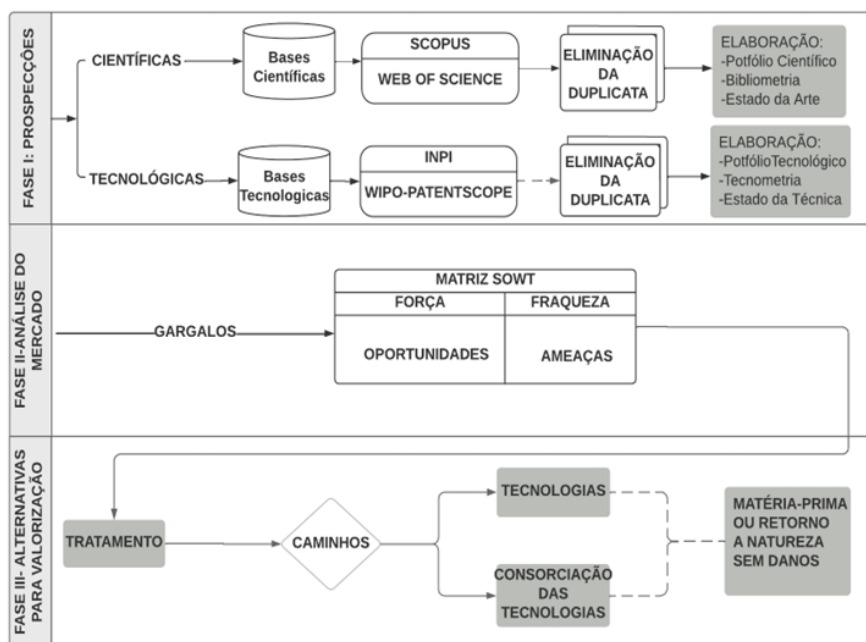 FASE I: PROSPECÇÕES
CIENTÍFICAS
Bases
Científicas
SCOPUS
WEB OF SCIENCE
ELIMINAÇÃO
DA
DUPLICATA
ELABORAÇÃO:
-Potfólio Científico
-Bibliometria
-Estado da Arte
TECNOLÓGICAS
Bases
Tecnologicas
INPI
WIPO-PATENTSCOPE
ELIMINAÇÃO
DA
DUPLICATA
ELABORAÇÃO:
-PotfólioTecnológico
-Tecnometria
-Estado da Técnica
FASE II-ANÁLISE DO
MERCADO
GARGALOS
MATRIZ SOWT
FORÇA
FRAQUEZA
OPORTUNIDADES
AMEAÇAS
FASE III- ALTERNATIVAS
PARA VALORIZAÇÃO
TRATAMENTO
CAMINHOS
TECNOLOGIAS
CONSORCIAÇÃO
DAS
TECNOLOGIAS
MATÉRIA-PRIMA
OU RETORNO
A NATUREZA
SEM DANOS